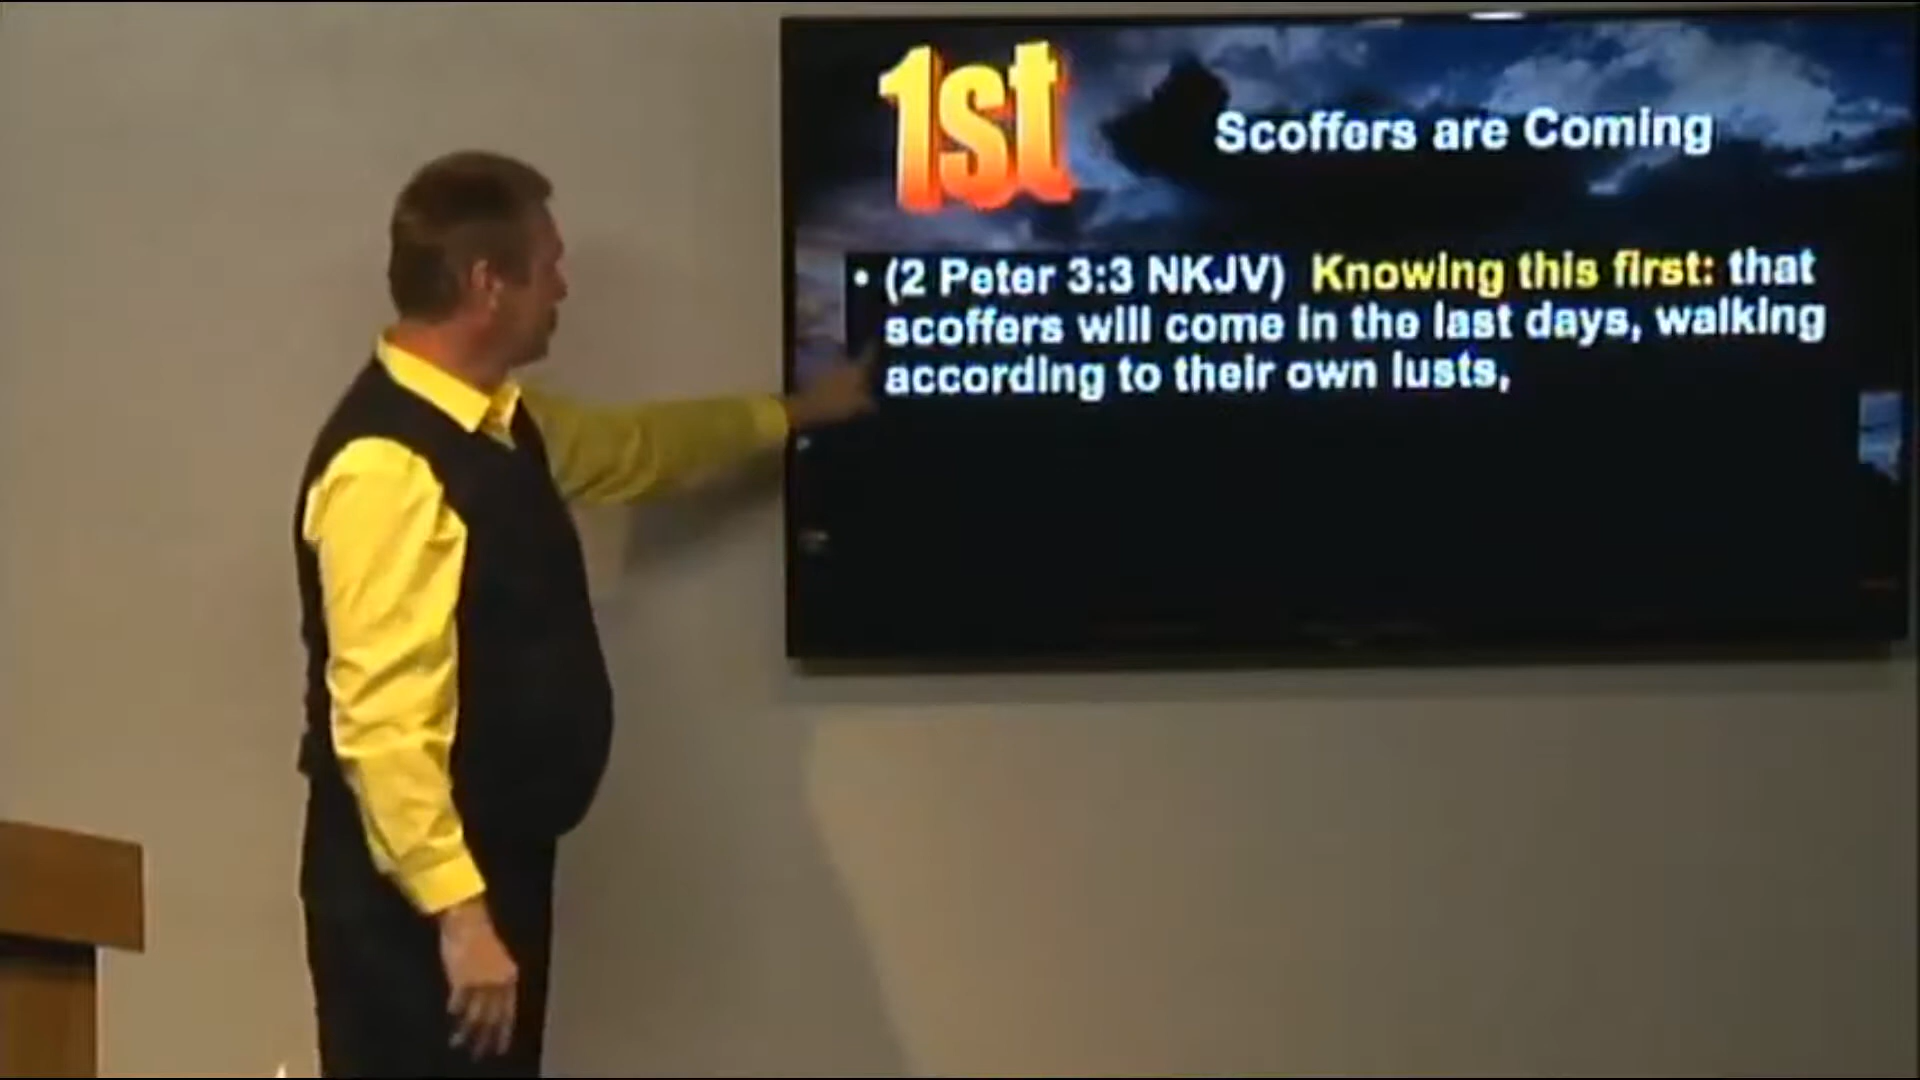 1st
Scoffers are Coming
• (2 Peter 3:3 NKJV) Knowing this first: that
scoffers will come in the last days, walking
according to their own lusts,